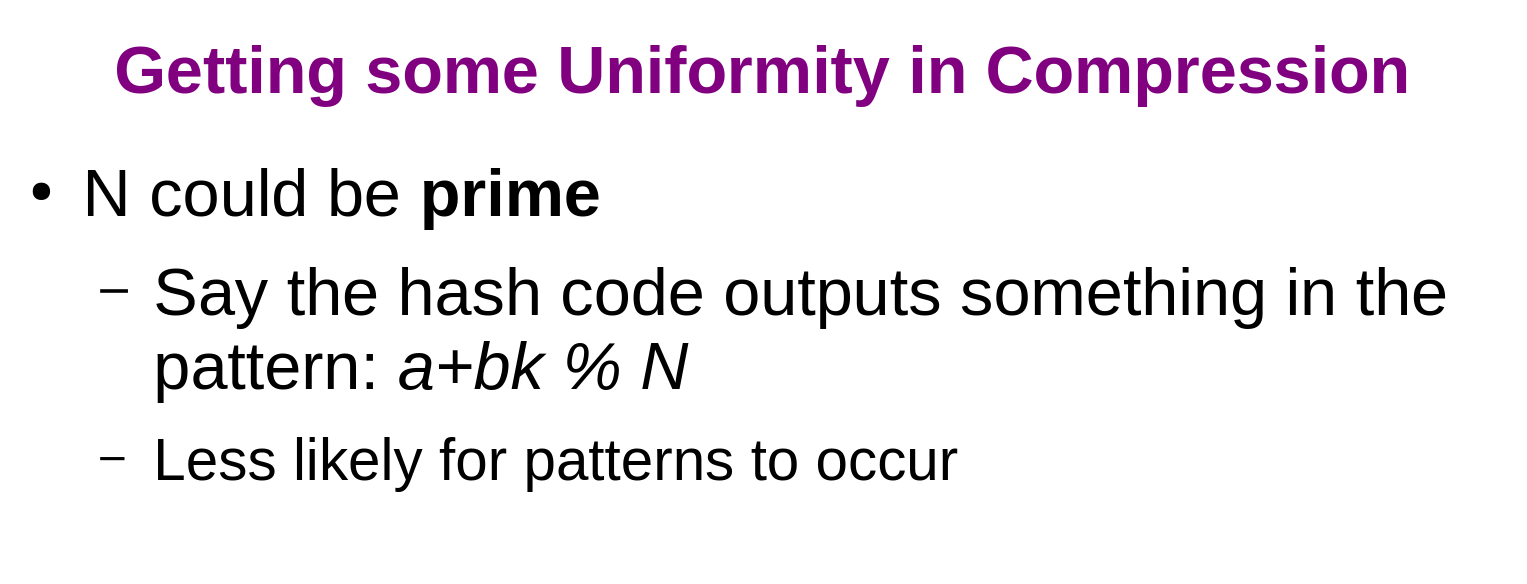 Getting some Uniformity in Compression
• N could be prime
– Say the hash code outputs something in the
pattern: a+bk % N
– Less likely for patterns to occur